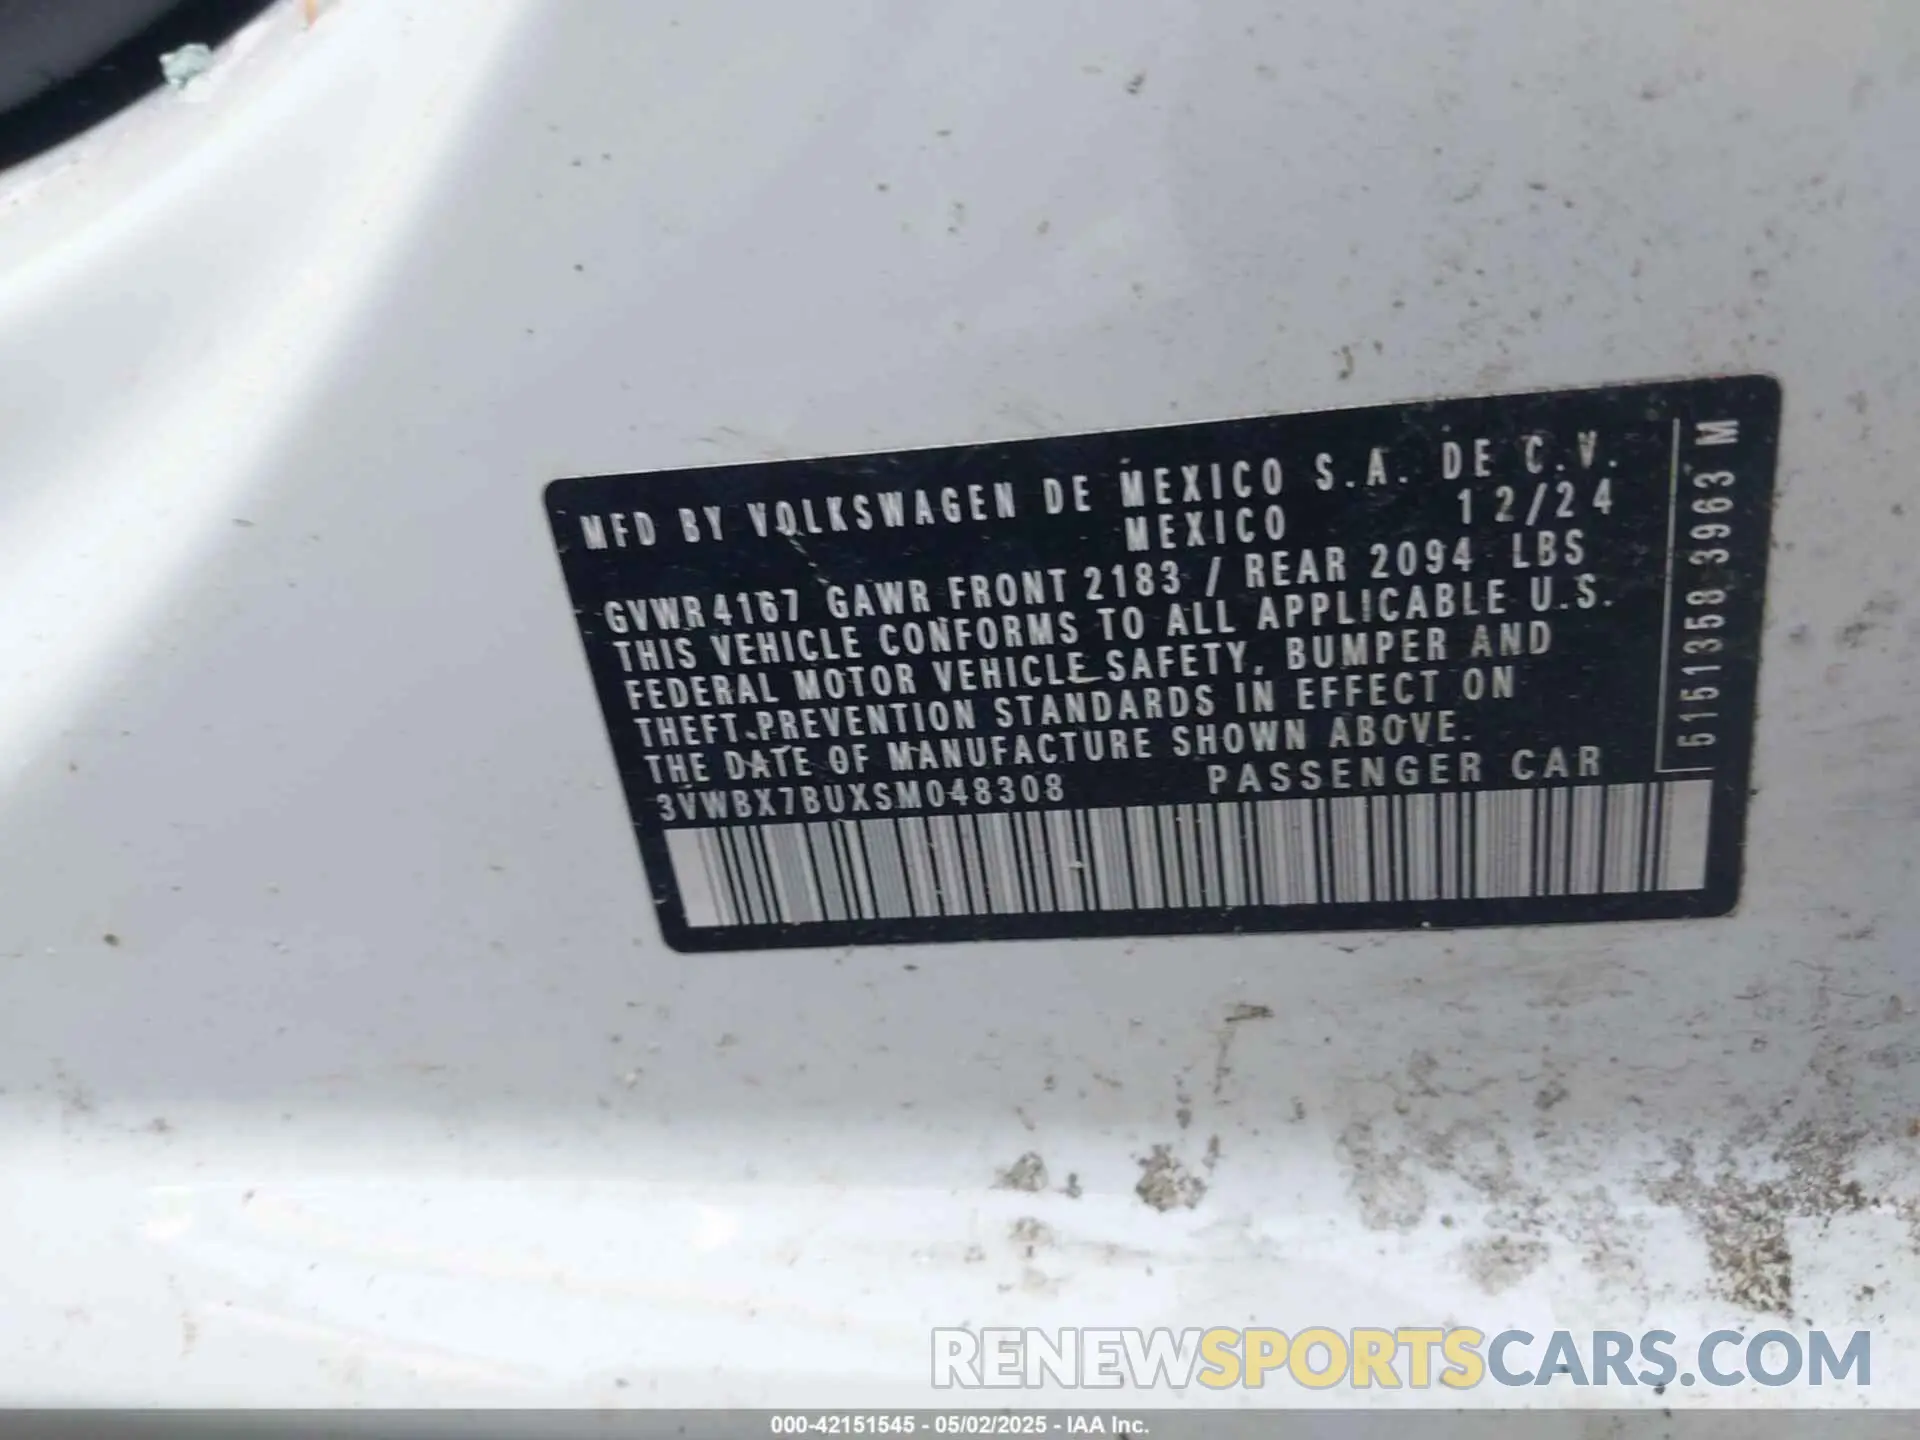 MFD BY VOLKSWAGEN DE MEXICO S.A. DE C.V.
MEXICO 12/24
GVWR 4167 GAWR FRONT 2183 / REAR 2094 LBS
THIS VEHICLE CONFORMS TO ALL APPLICABLE U.S.
FEDERAL MOTOR VEHICLE SAFETY, BUMPER AND
THEFT PREVENTION STANDARDS IN EFFECT ON
THE DATE OF MANUFACTURE SHOWN ABOVE.
3VWBX7BUXSM048308 PASSENGER CAR
5151358 3963 M
RENEWSPORTSCARS.COM
000-42151545 - 05/02/2025 - IAA Inc.